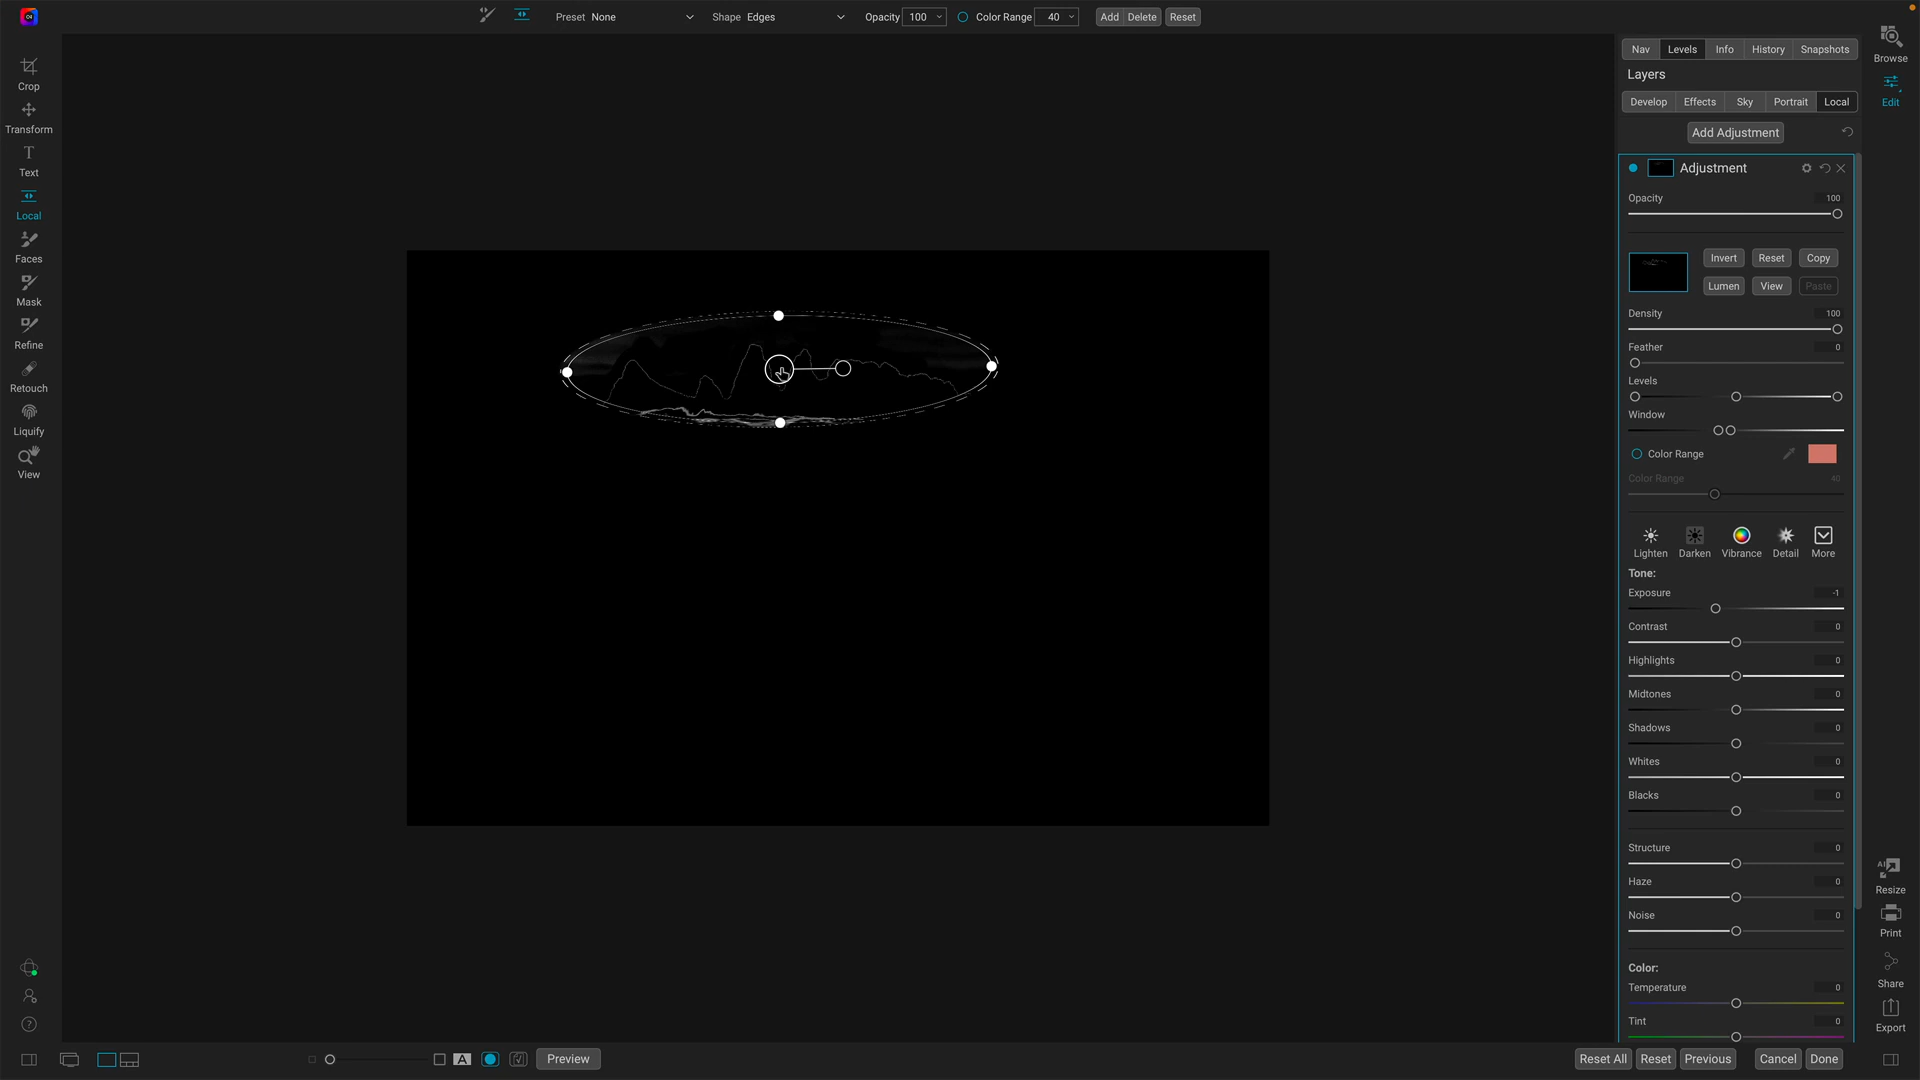 Preset None Shape Edges Opacity 100 Color Range 40 Add Delete Reset
Crop
Transform
Text
Local
Faces
Mask
Refine
Retouch
Liquify
View
Nav Levels Info History Snapshots
Layers
Develop Effects Sky Portrait Local
Add Adjustment
Adjustment
Opacity 100
Invert Reset Copy
Lumen View Paste
Density 100
Feather 0
Levels
Window
Color Range
Color Range 40
Lighten Darken Vibrance Detail More
Tone:
Exposure -1
Contrast 0
Highlights 0
Midtones 0
Shadows 0
Whites 0
Blacks 0
Structure 0
Haze 0
Noise 0
Color:
Temperature 0
Tint 0
Browse
Edit
AI
Resize
Print
Share
Export
A Preview
Reset All Reset Previous Cancel Done